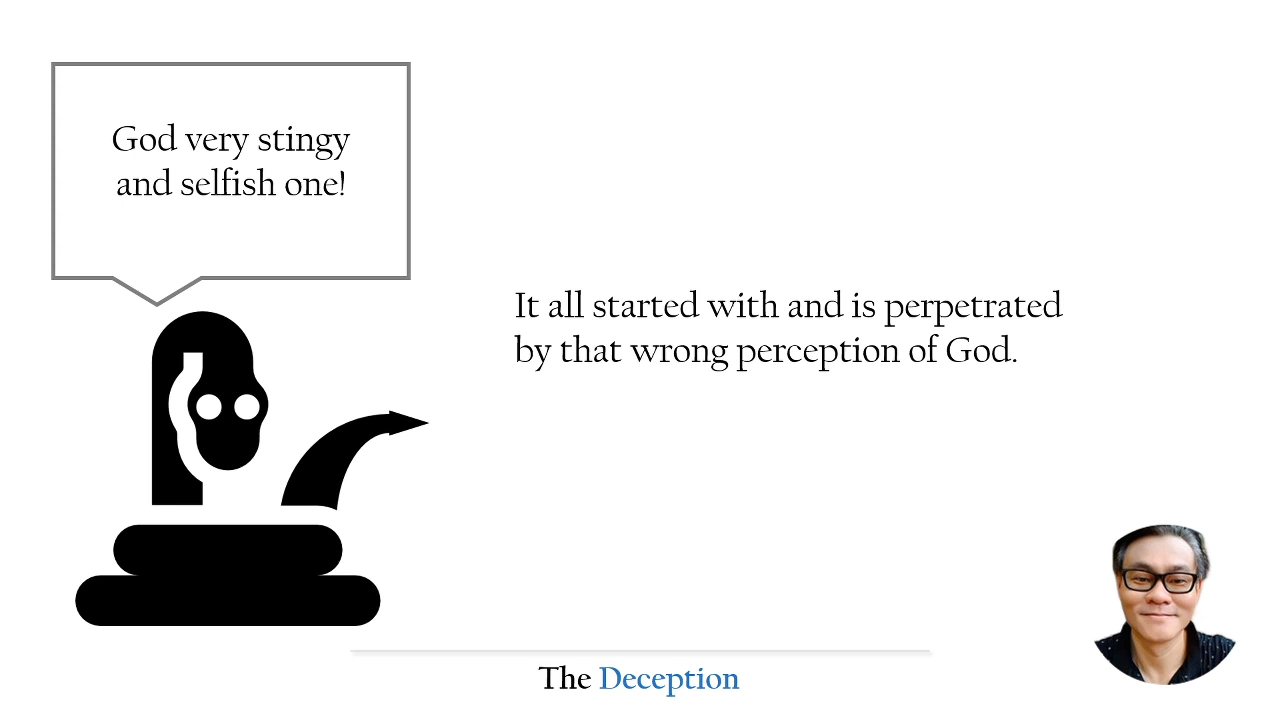 God very stingy
and selfish one!
It all started with and is perpetrated
by that wrong perception of God.
The Deception